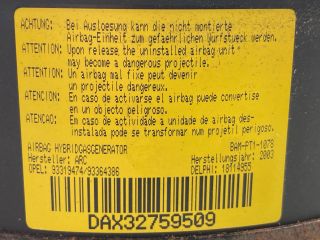 ACHTUNG: Bei Ausloesung kann die nicht montierte
Airbag-Einheit zum gefaehrlichen Wurfstueck werden.
ATTENTION: Upon release the uninstalled airbag unit
may become a dangerous projectile.
ATTENTION: Un airbag mal fixe peut devenir
un projectile dangereux.
ATENCION: En caso de activarse el airbag puede convertise
en un objecto peligroso.
ATENCAO: Em caso de actividade a unidade de airbag des-
instalada pode se transformar num projetil perigoso.
AIRBAG HYBRIDGASGENERATOR BAM-PT1-1078
Hersteller: ARC Herstellungsjahr: 2003
OPEL: 93319474/93364386 DELPHI: 18114955
DAX32759509